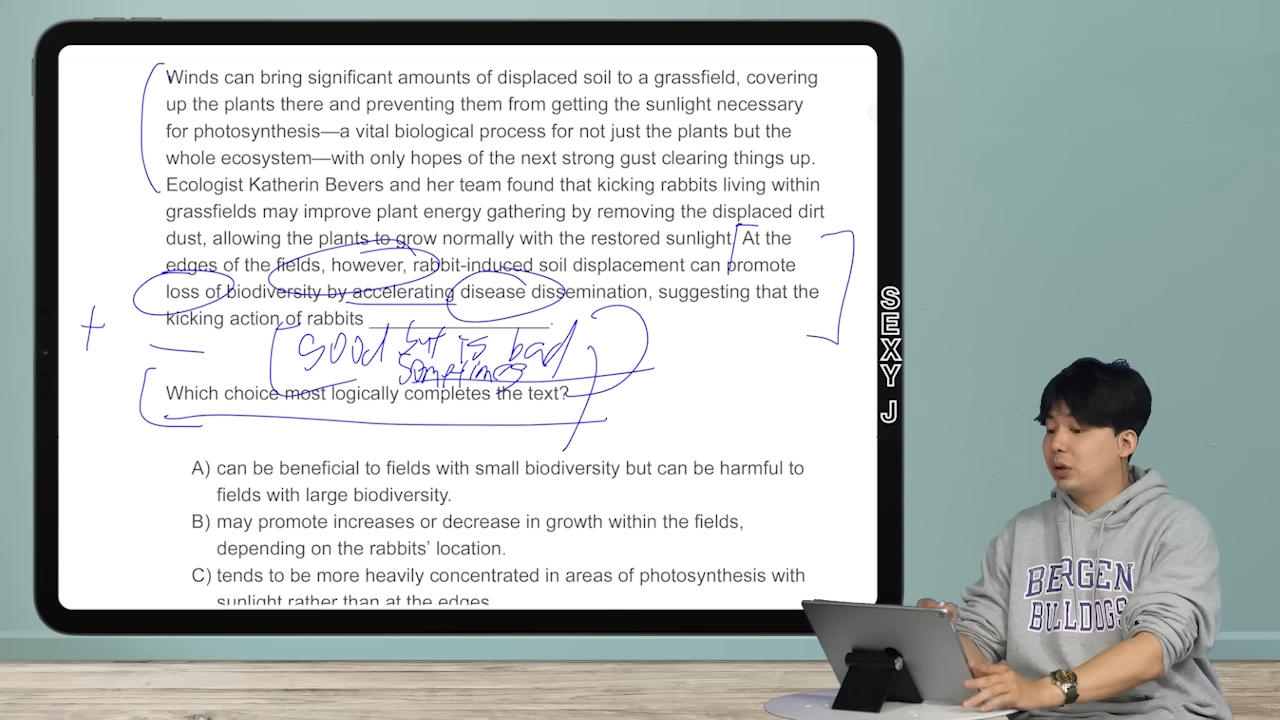 Winds can bring significant amounts of displaced soil to a grassfield, covering
up the plants there and preventing them from getting the sunlight necessary
for photosynthesis—a vital biological process for not just the plants but the
whole ecosystem—with only hopes of the next strong gust clearing things up.
Ecologist Katherin Bevers and her team found that kicking rabbits living within
grassfields may improve plant energy gathering by removing the displaced dirt
dust, allowing the plants to grow normally with the restored sunlight. At the
edges of the fields, however, rabbit-induced soil displacement can promote
loss of biodiversity by accelerating disease dissemination, suggesting that the
kicking action of rabbits ____________________.
+
—
good but is bad
sometimes
Which choice most logically completes the text?
A) can be beneficial to fields with small biodiversity but can be harmful to
fields with large biodiversity.
B) may promote increases or decrease in growth within the fields,
depending on the rabbits' location.
C) tends to be more heavily concentrated in areas of photosynthesis with
sunlight rather than at the edges
SEXY J
BERGEN
BULLDOGS